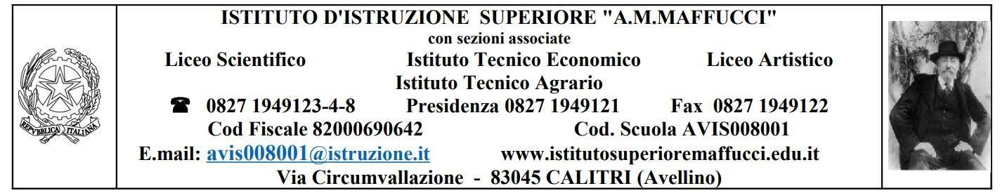 ISTITUTO D'ISTRUZIONE SUPERIORE "A.M.MAFFUCCI"
con sezioni associate
Liceo Scientifico Istituto Tecnico Economico Liceo Artistico
Istituto Tecnico Agrario
☎ 0827 1949123-4-8 Presidenza 0827 1949121 Fax 0827 1949122
Cod Fiscale 82000690642 Cod. Scuola AVIS008001
E.mail: avis008001@istruzione.it www.istitutosuperioremaffucci.edu.it
Via Circumvallazione - 83045 CALITRI (Avellino)
REPVBBLICA ITALIANA